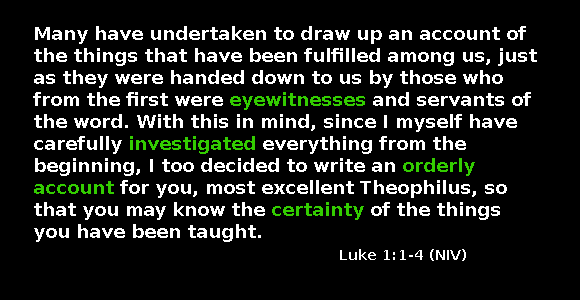 Many have undertaken to draw up an account of
the things that have been fulfilled among us, just
as they were handed down to us by those who
from the first were eyewitnesses and servants of
the word. With this in mind, since I myself have
carefully investigated everything from the
beginning, I too decided to write an orderly
account for you, most excellent Theophilus, so
that you may know the certainty of the things
you have been taught.
Luke 1:1-4 (NIV)